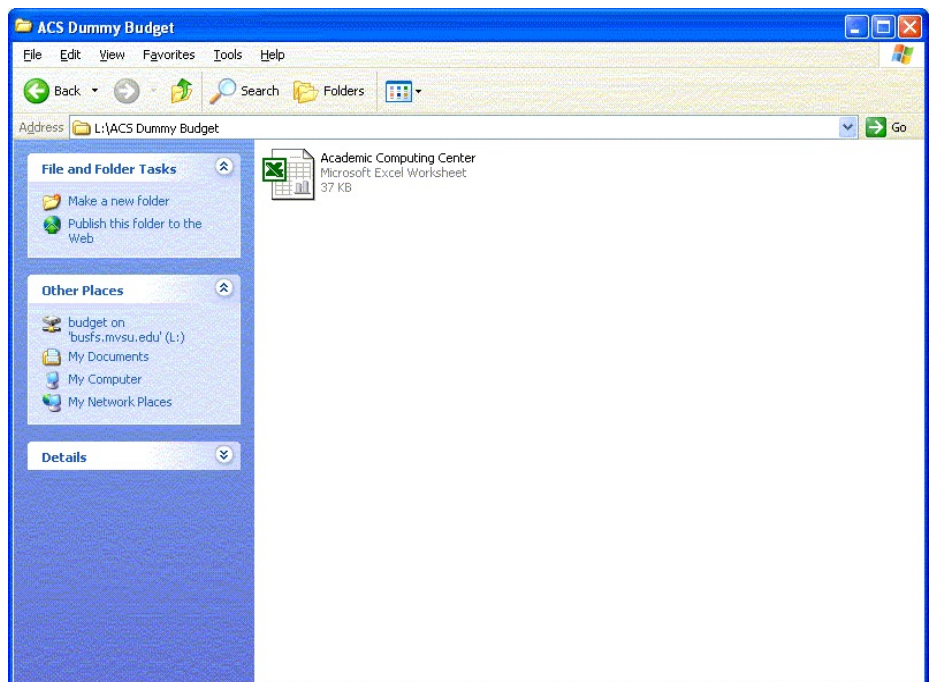 ACS Dummy Budget
File Edit View Favorites Tools Help
Back Search Folders
Address L:\ACS Dummy Budget Go
File and Folder Tasks
Make a new folder
Publish this folder to the
Web
Other Places
budget on
'busfs.mvsu.edu' (L:)
My Documents
My Computer
My Network Places
Details
Academic Computing Center
Microsoft Excel Worksheet
37 KB